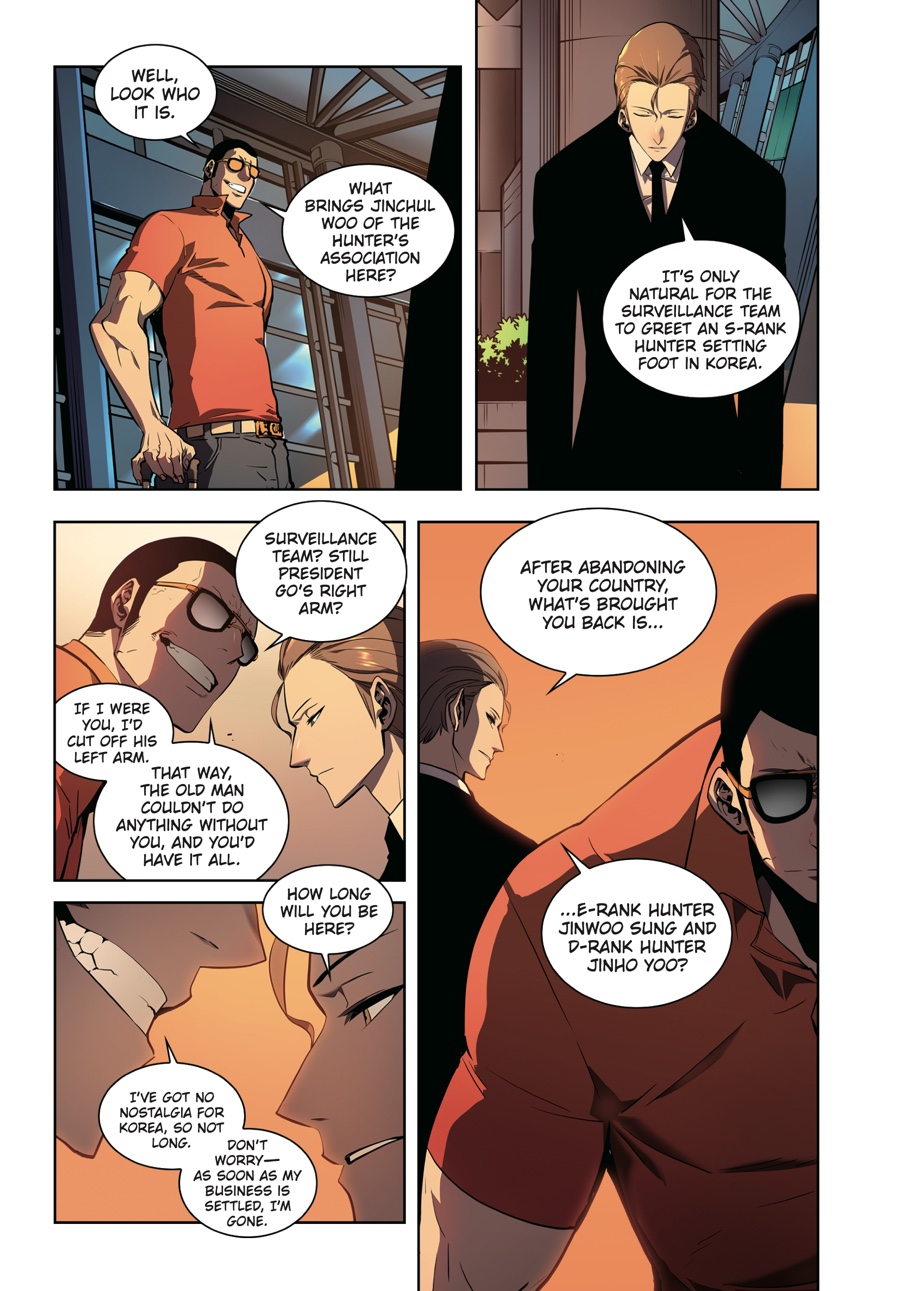 WELL,
LOOK WHO
IT IS.
WHAT
BRINGS JINCHUL
WOO OF THE
HUNTER'S
ASSOCIATION
HERE?
IT'S ONLY
NATURAL FOR THE
SURVEILLANCE TEAM
TO GREET AN S-RANK
HUNTER SETTING
FOOT IN KOREA.
SURVEILLANCE
TEAM? STILL
PRESIDENT
GO'S RIGHT
ARM?
IF I WERE
YOU, I'D
CUT OFF HIS
LEFT ARM.
THAT WAY,
THE OLD MAN
COULDN'T DO
ANYTHING WITHOUT
YOU, AND YOU'D
HAVE IT ALL.
HOW LONG
WILL YOU BE
HERE?
I'VE GOT NO
NOSTALGIA FOR
KOREA, SO NOT
LONG.
DON'T
WORRY—
AS SOON AS MY
BUSINESS IS
SETTLED, I'M
GONE.
AFTER ABANDONING
YOUR COUNTRY,
WHAT'S BROUGHT
YOU BACK IS...
...E-RANK HUNTER
JINWOO SUNG AND
D-RANK HUNTER
JINHO YOO?